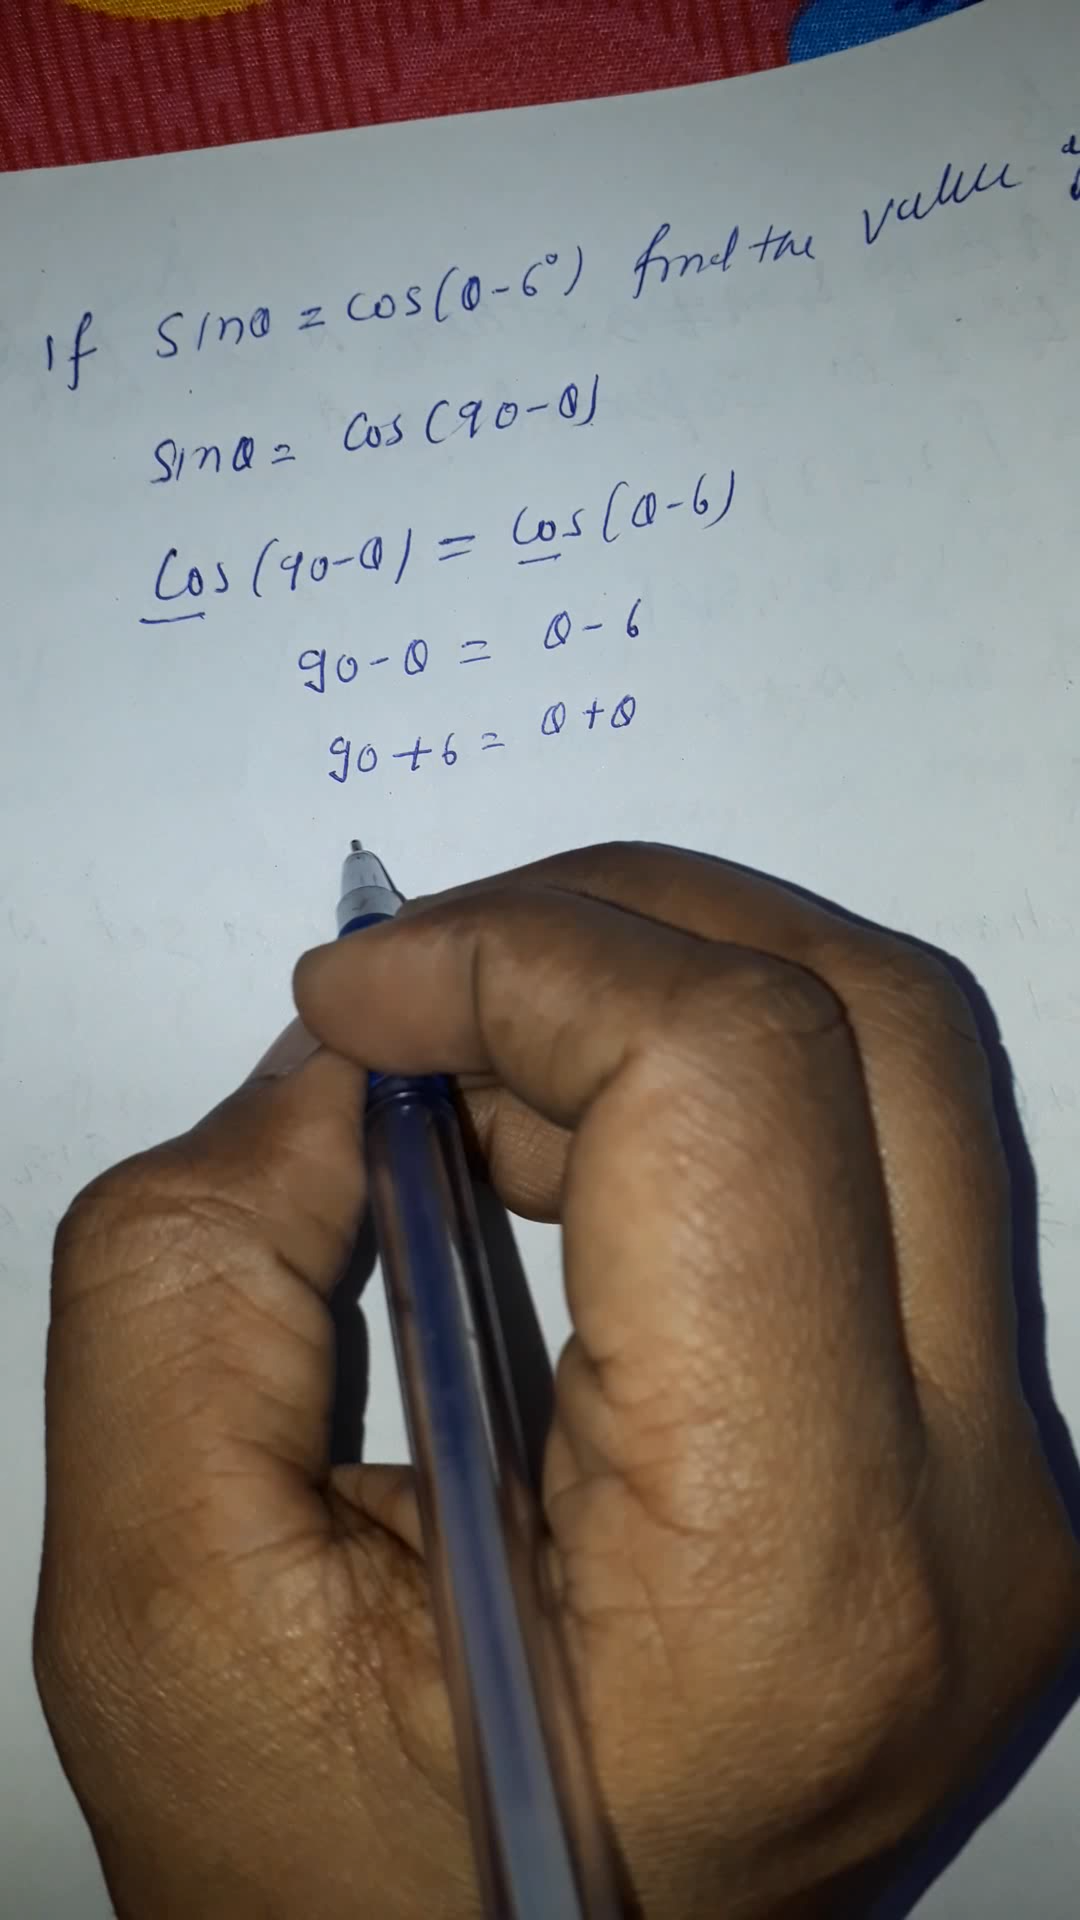 If sinθ = cos(θ-6°) find the value
sinθ = cos(90-θ)
cos(90-θ) = cos(θ-6)
90-θ = θ-6
90+6 = θ+θ